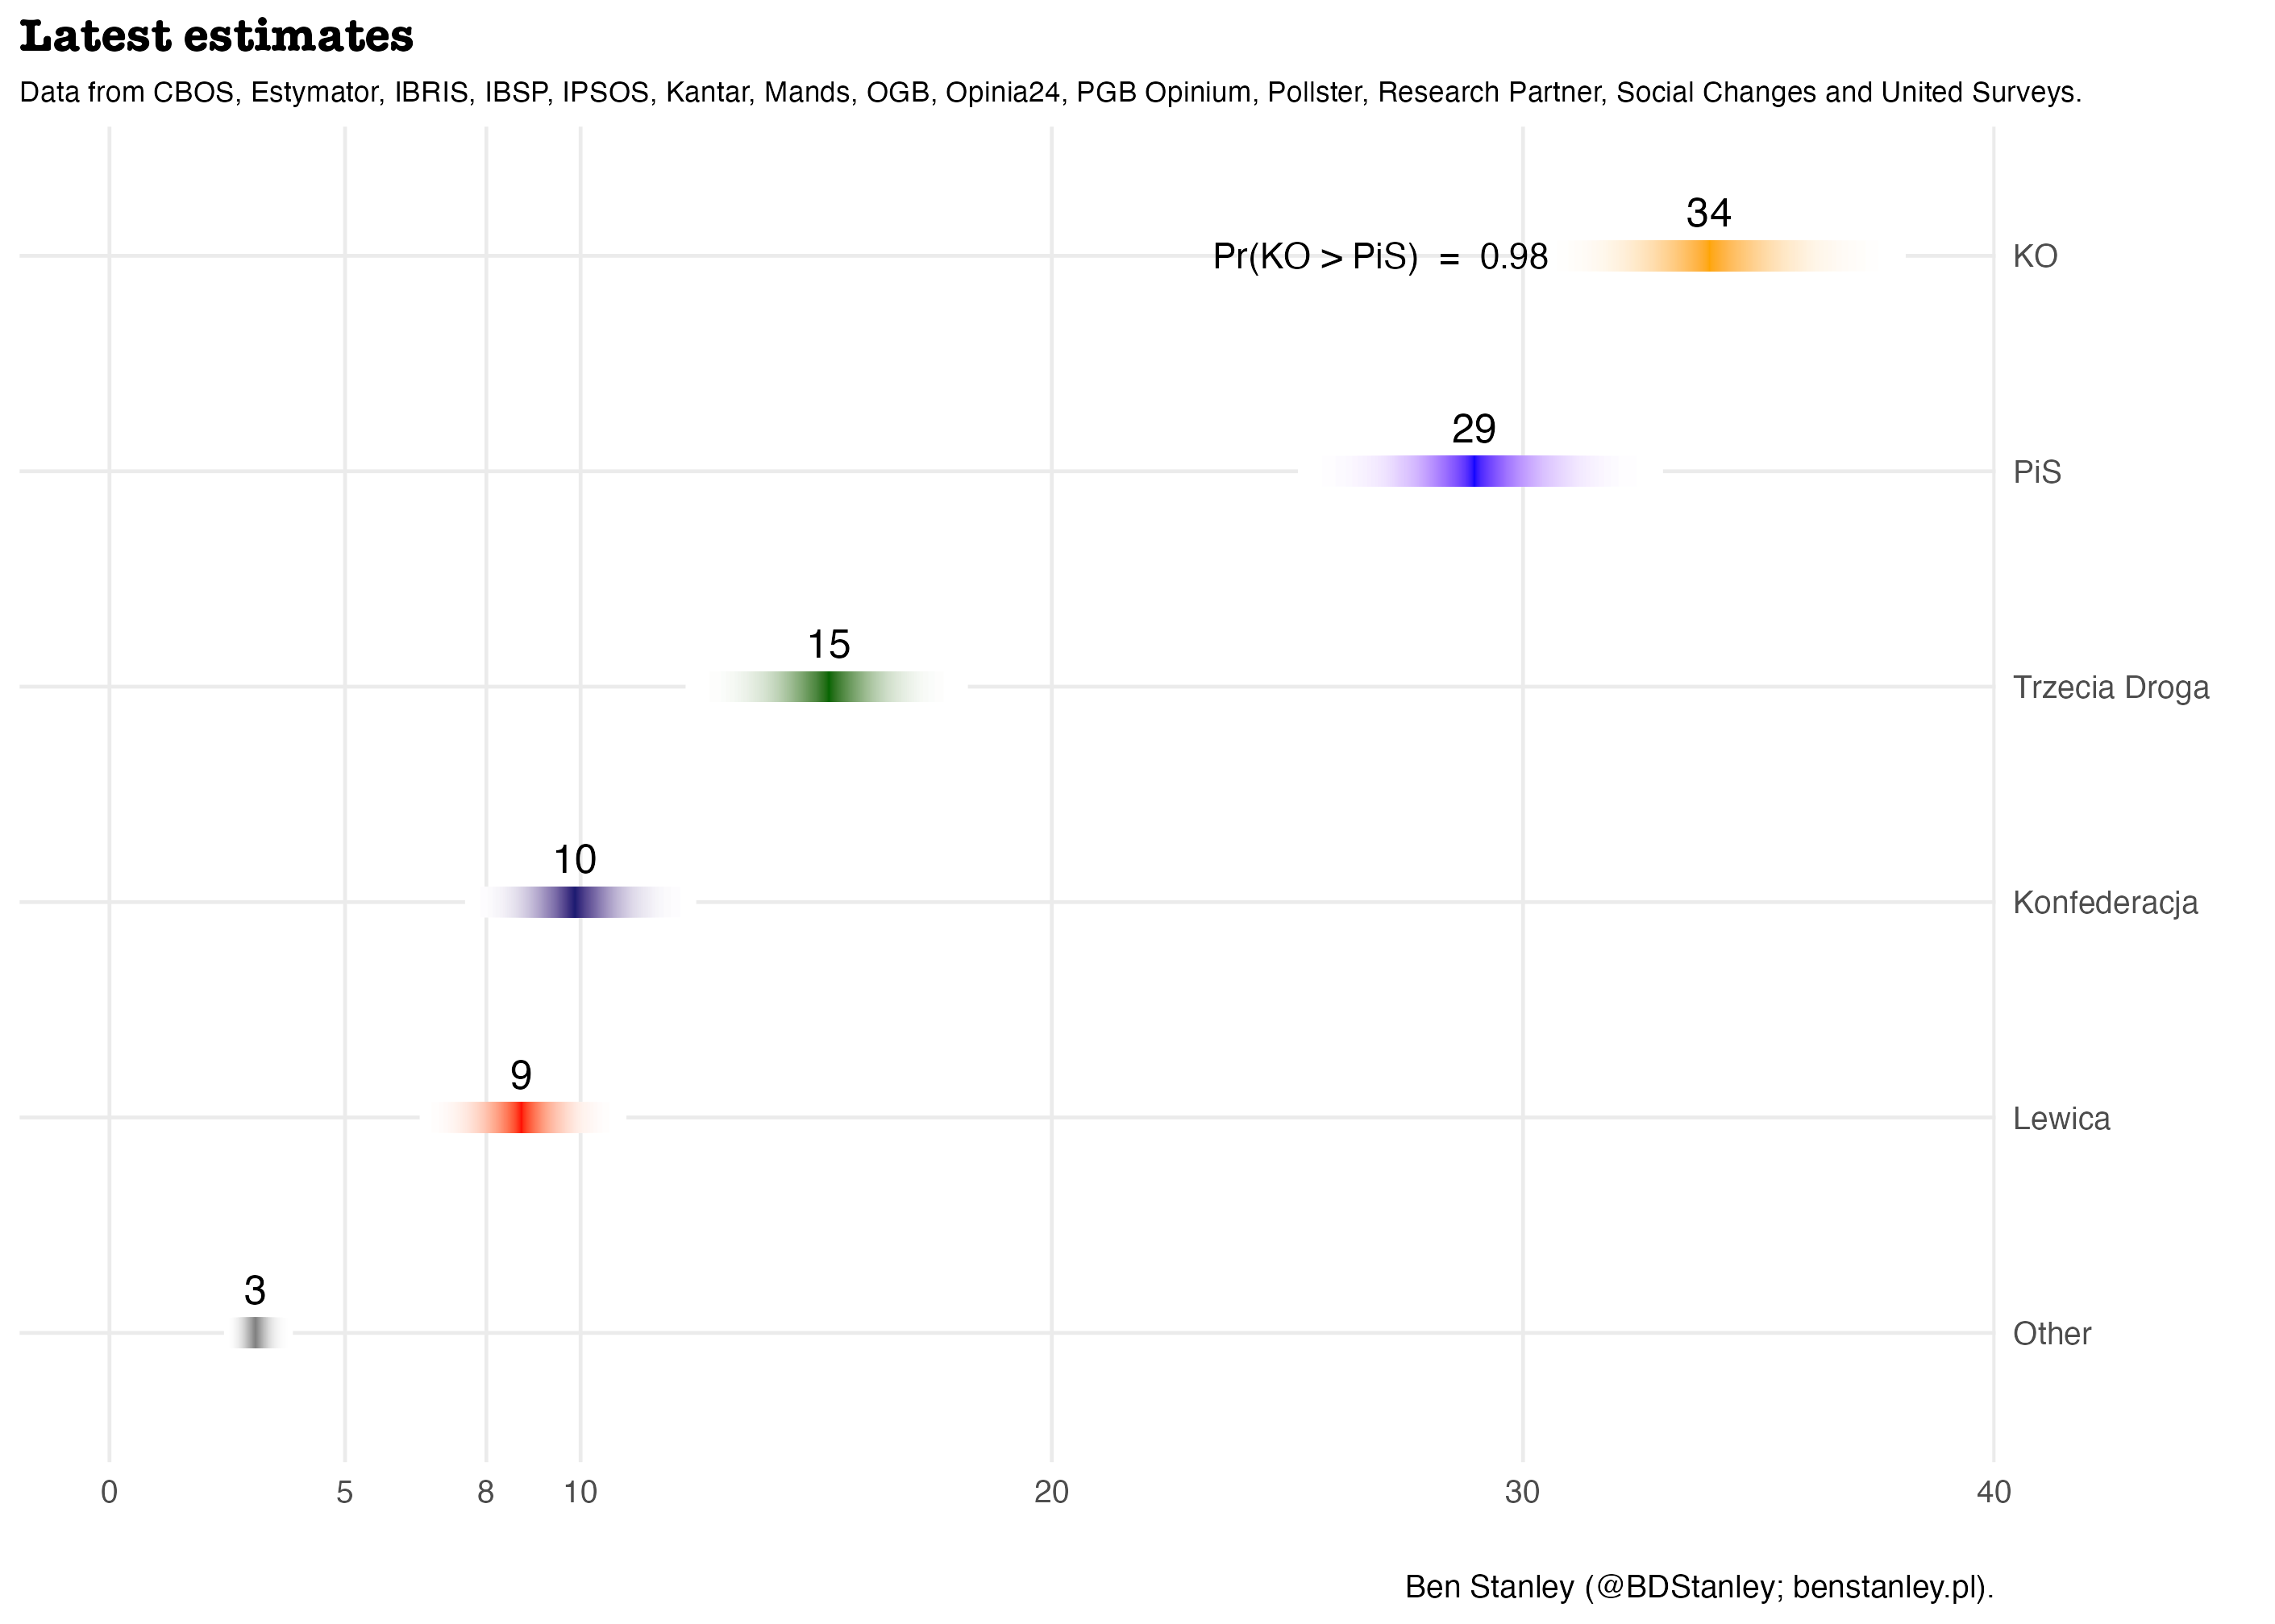 Latest estimates
Data from CBOS, Estymator, IBRIS, IBSP, IPSOS, Kantar, Mands, OGB, Opinia24, PGB Opinium, Pollster, Research Partner, Social Changes and United Surveys.
34
Pr(KO > PiS) = 0.98
KO
29
PiS
15
Trzecia Droga
10
Konfederacja
9
Lewica
3
Other
0 5 8 10 20 30 40
Ben Stanley (@BDStanley; benstanley.pl).